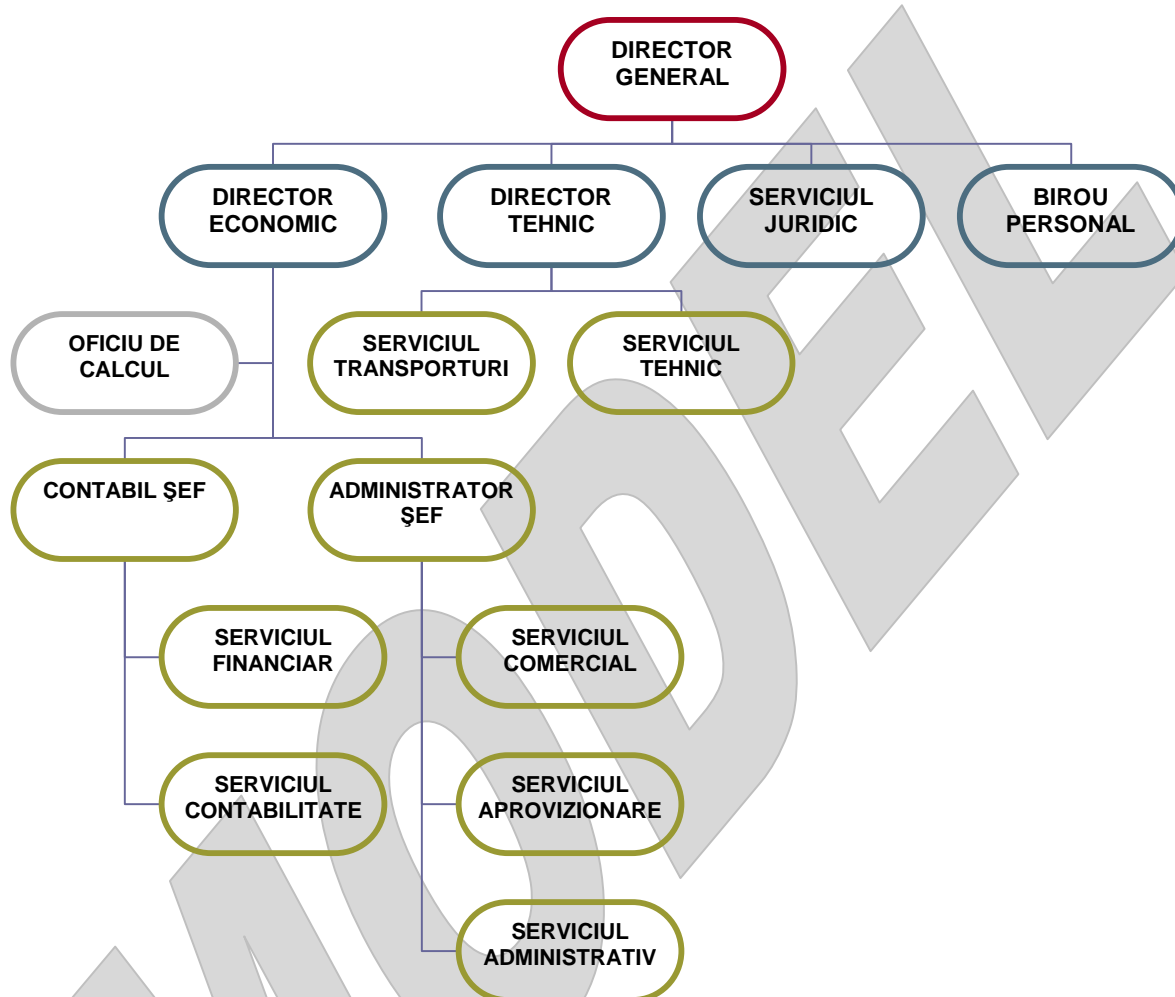 DIRECTOR
GENERAL
DIRECTOR
ECONOMIC
DIRECTOR
TEHNIC
SERVICIUL
JURIDIC
BIROU
PERSONAL
OFICIU DE
CALCUL
SERVICIUL
TRANSPORTURI
SERVICIUL
TEHNIC
CONTABIL ŞEF
ADMINISTRATOR
ŞEF
SERVICIUL
FINANCIAR
SERVICIUL
COMERCIAL
SERVICIUL
CONTABILITATE
SERVICIUL
APROVIZIONARE
SERVICIUL
ADMINISTRATIV
MODEL